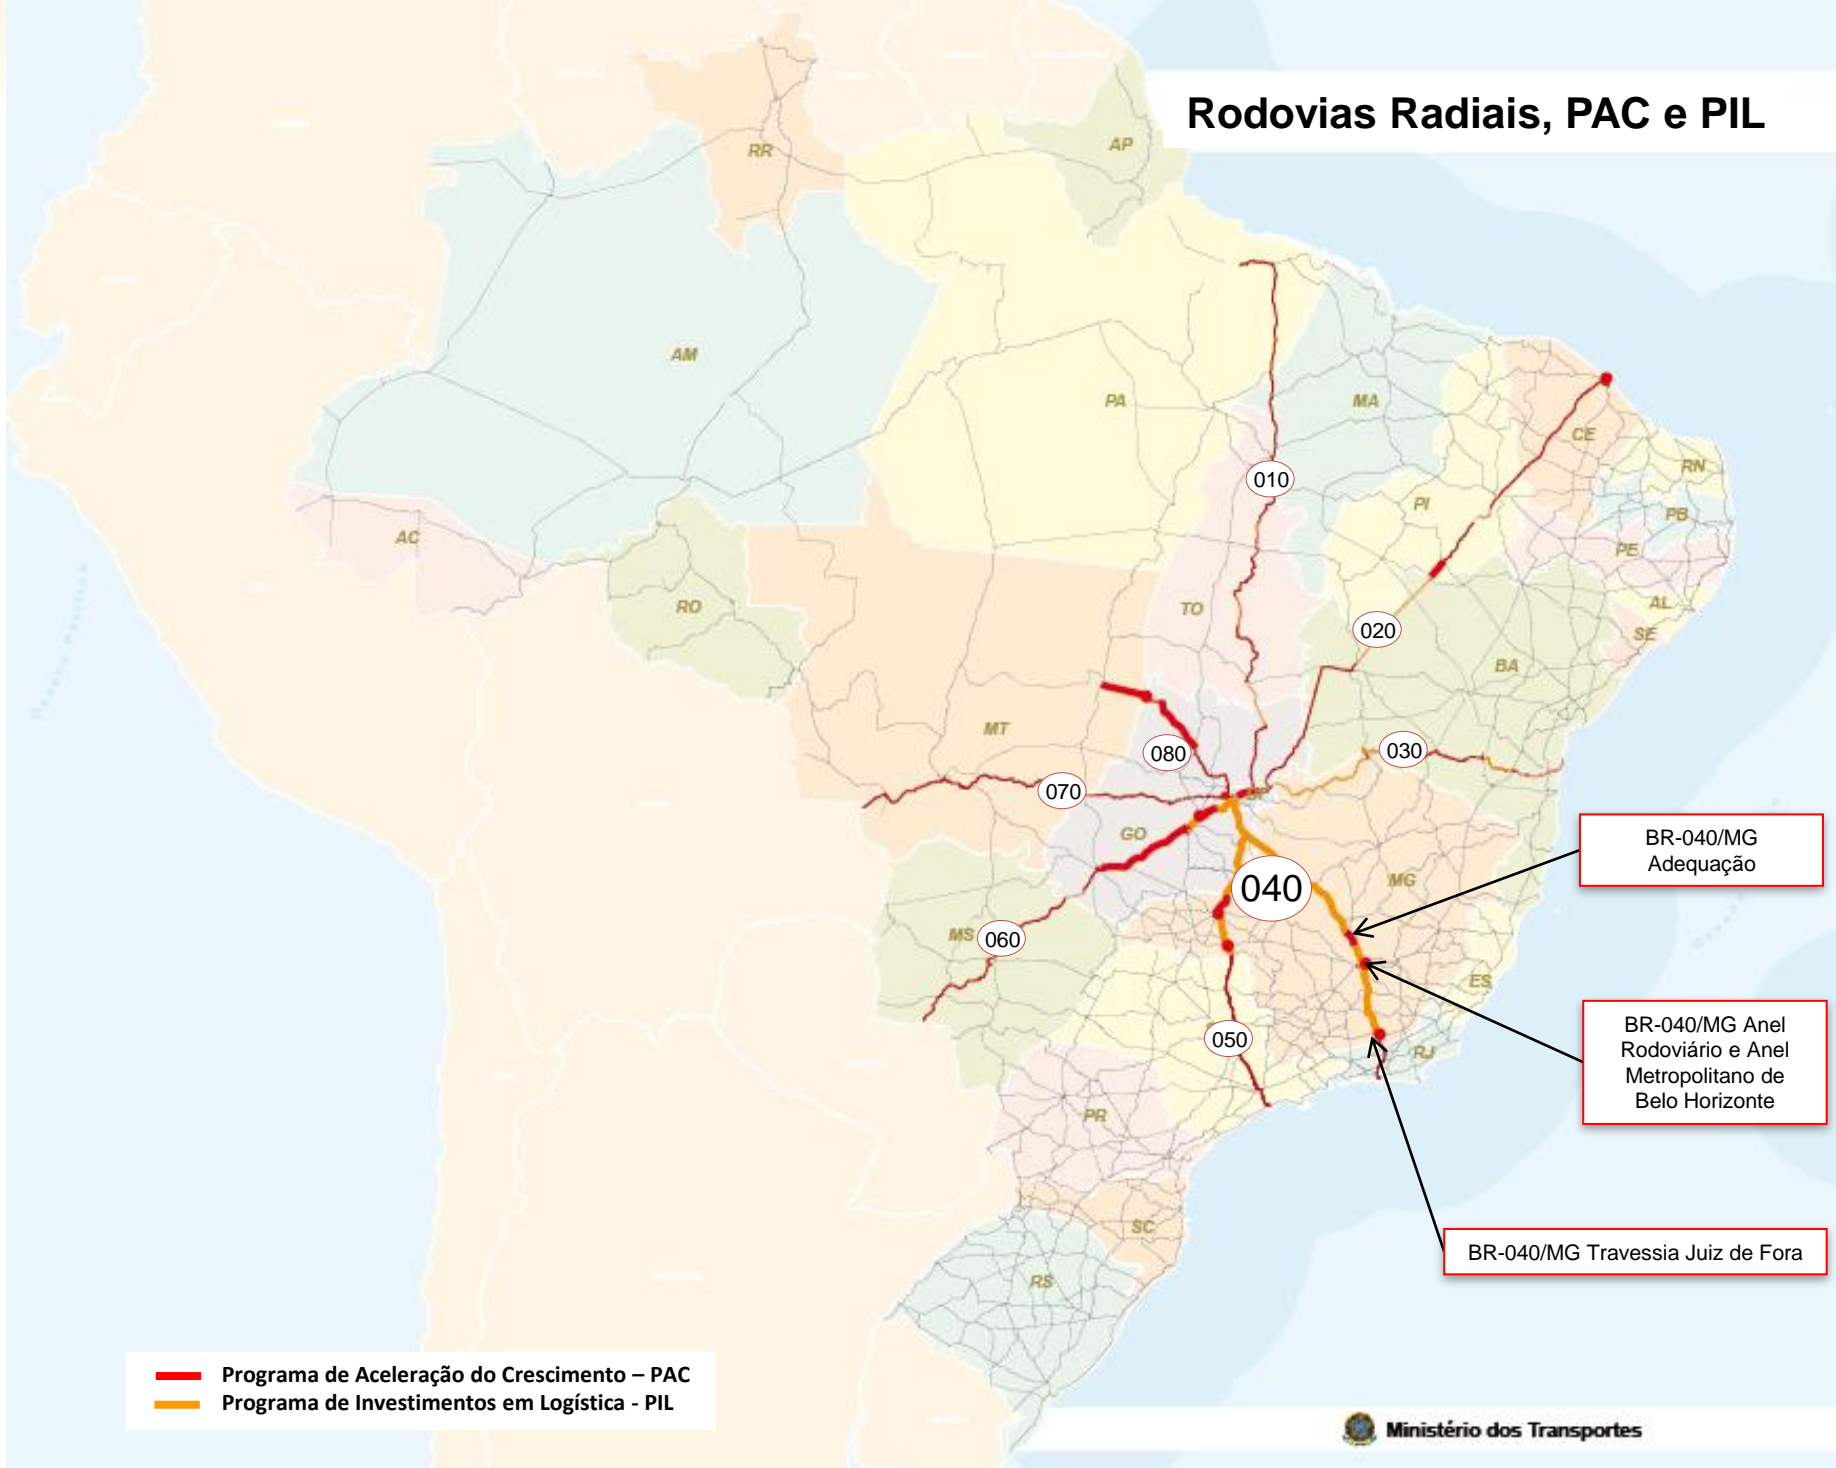 Rodovias Radiais, PAC e PIL
RR
AP
AM
PA
MA
CE
RN
010
PI
PB
AC
PE
RO
TO
AL
020
SE
BA
MT
080
030
070
GO
BR-040/MG
Adequação
040
MG
MS
060
ES
050
RJ
BR-040/MG Anel
Rodoviário e Anel
Metropolitano de
Belo Horizonte
PR
SC
BR-040/MG Travessia Juiz de Fora
RS
Programa de Aceleração do Crescimento – PAC
Programa de Investimentos em Logística - PIL
Ministério dos Transportes